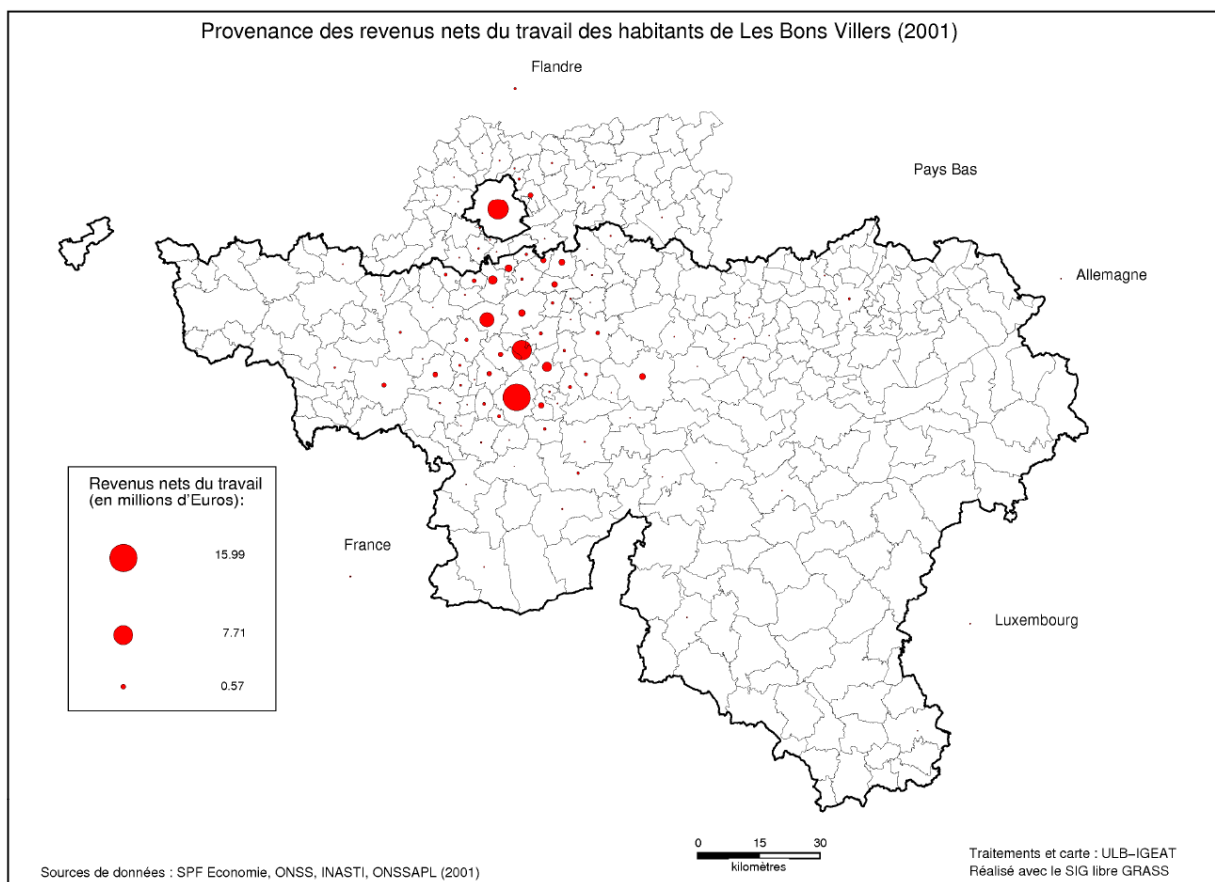 Provenance des revenus nets du travail des habitants de Les Bons Villers (2001)
Flandre
Pays Bas
Allemagne
Revenus nets du travail
(en millions d'Euros):
15.99
7.71
0.57
France
Luxembourg
0 15 30
kilomètres
Sources de données : SPF Economie, ONSS, INASTI, ONSSAPL (2001)
Traitements et carte : ULB-IGEAT
Réalisé avec le SIG libre GRASS